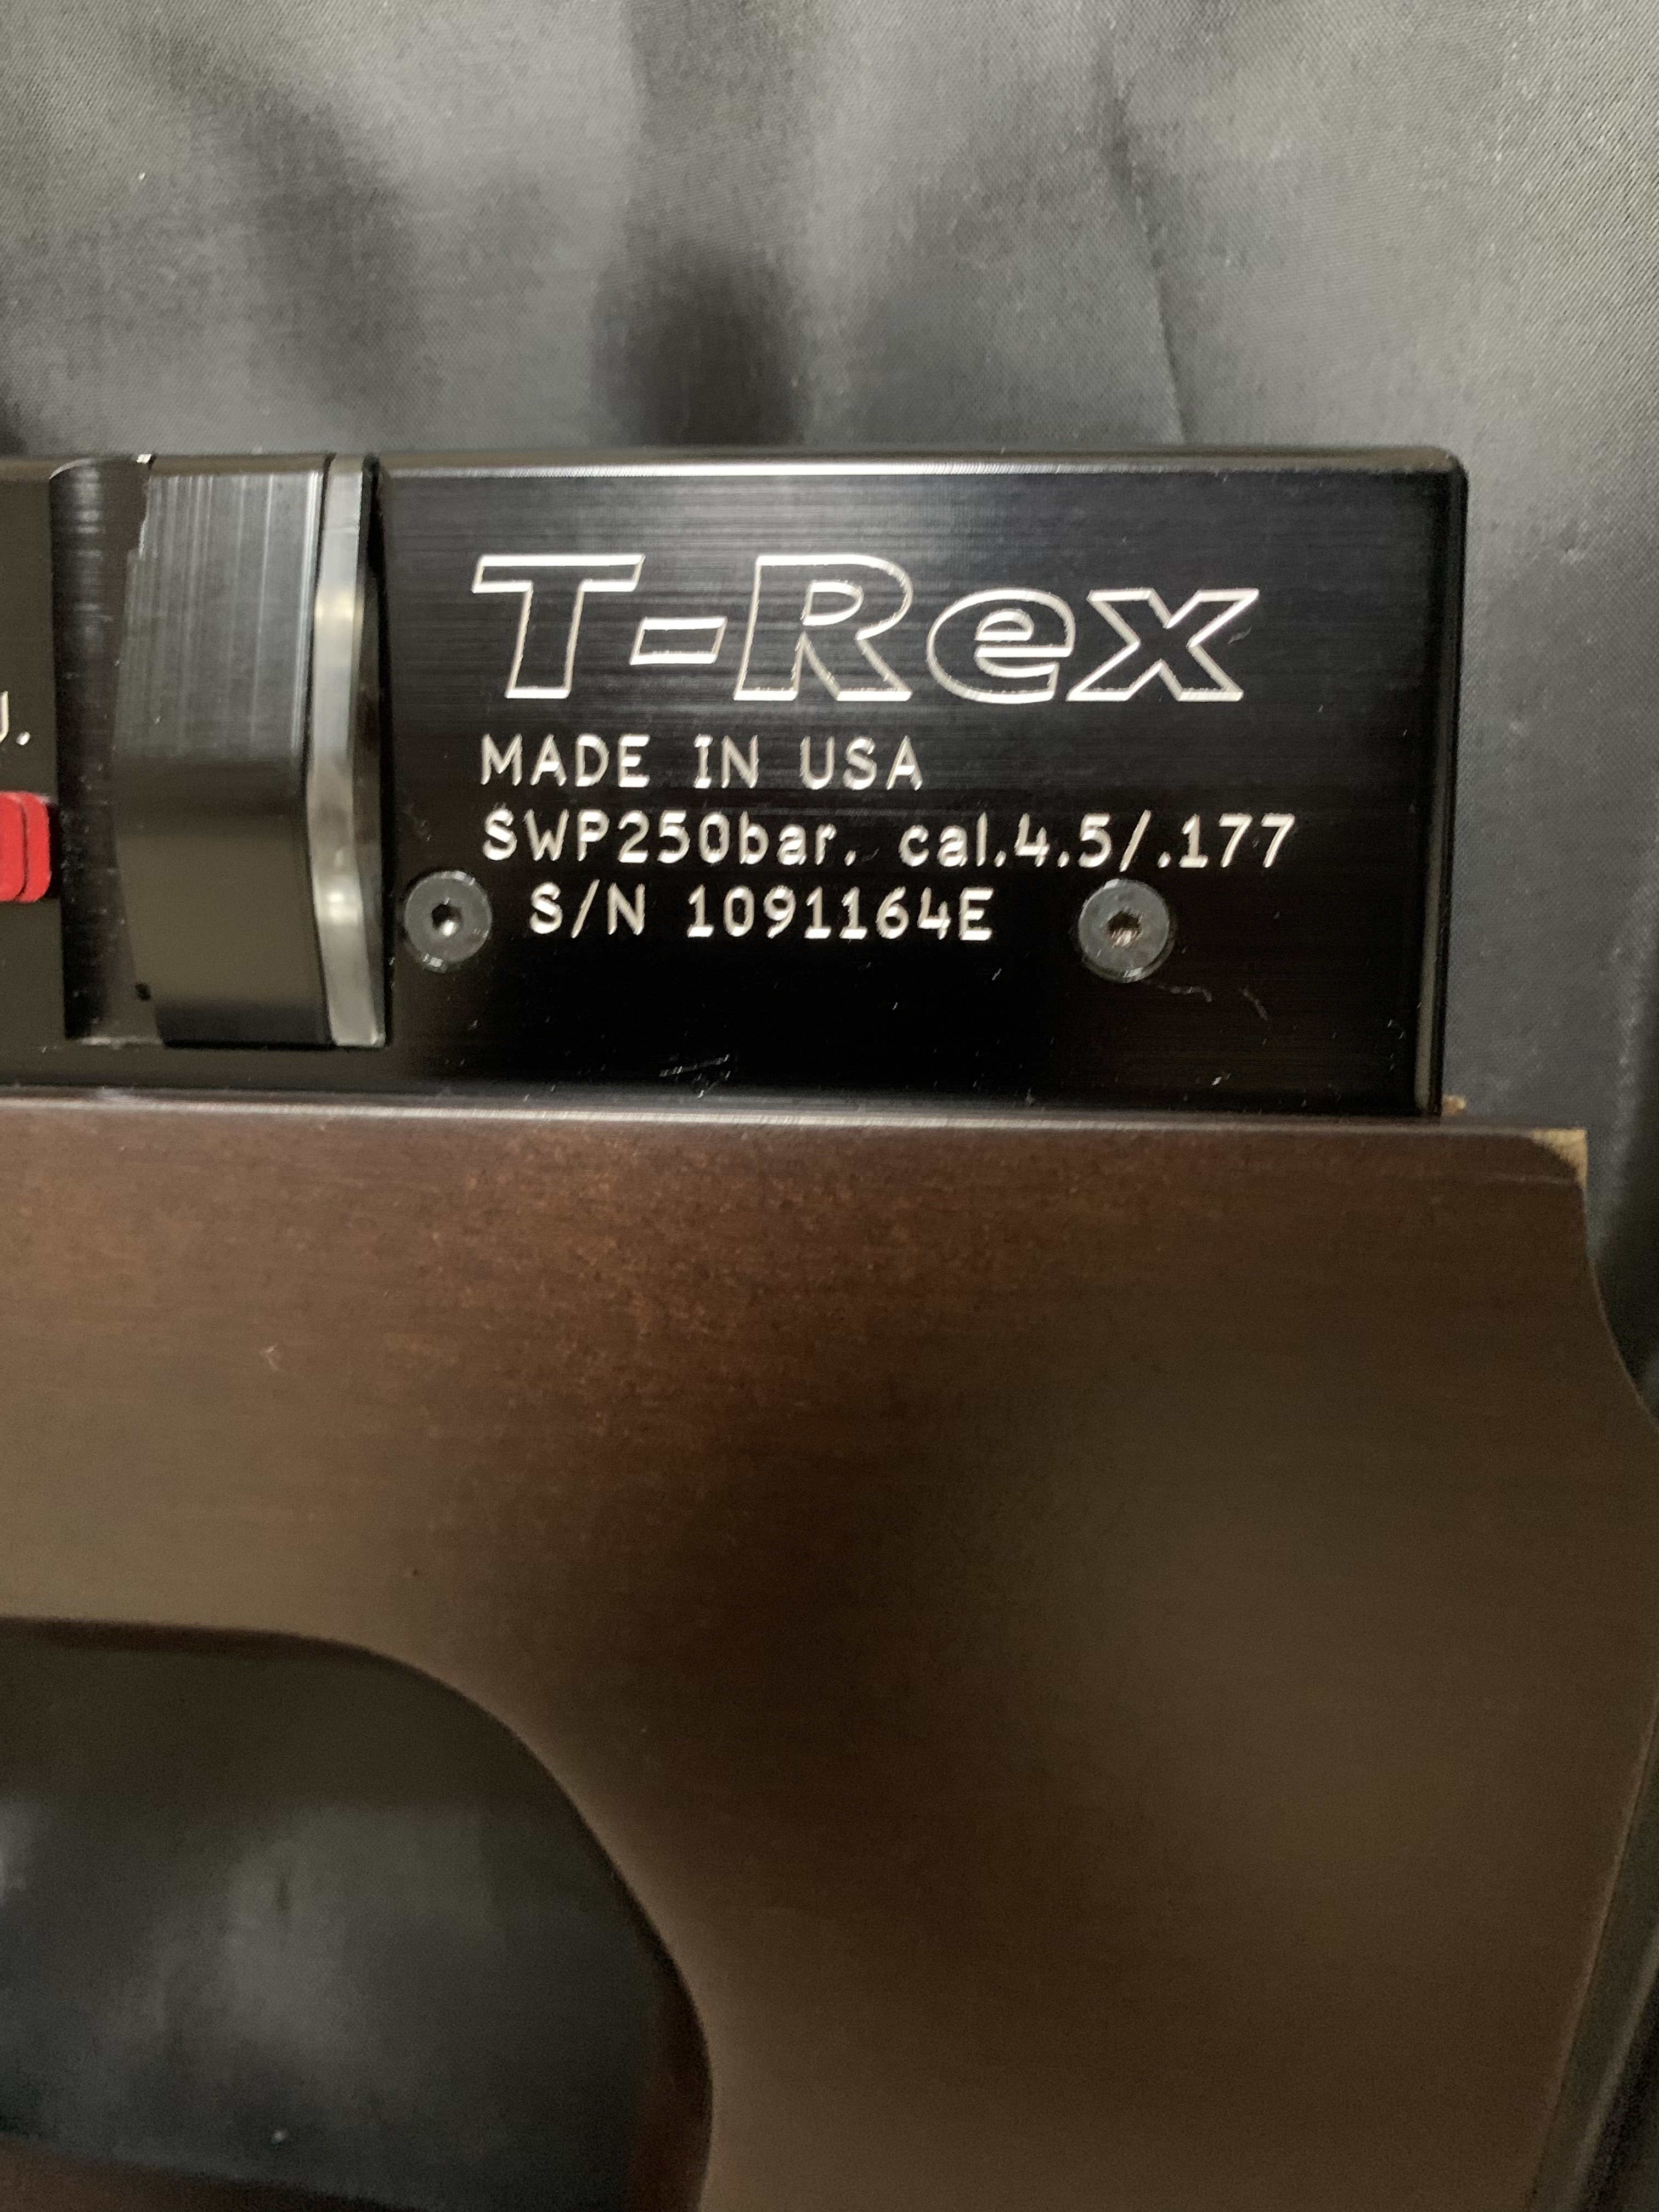 T-Rex
MADE IN USA
SWP250bar. cal.4.5/.177
S/N 1091164E